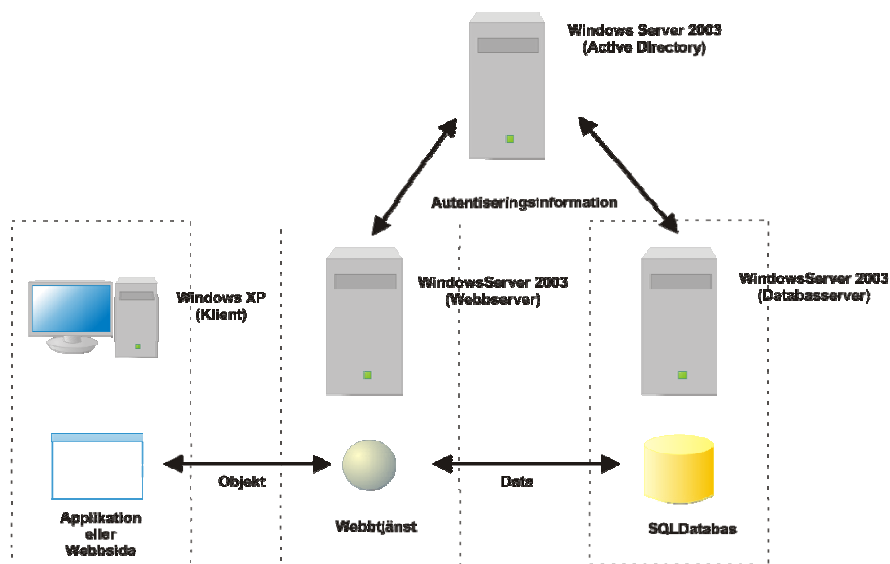 Windows Server 2003
(Active Directory)
Autentiseringsinformation
Windows XP
(Klient)
WindowsServer 2003
(Webbserver)
WindowsServer 2003
(Databasserver)
Objekt
Data
Applikation
eller
Webbsida
Webbtjänst
SQLDatabas